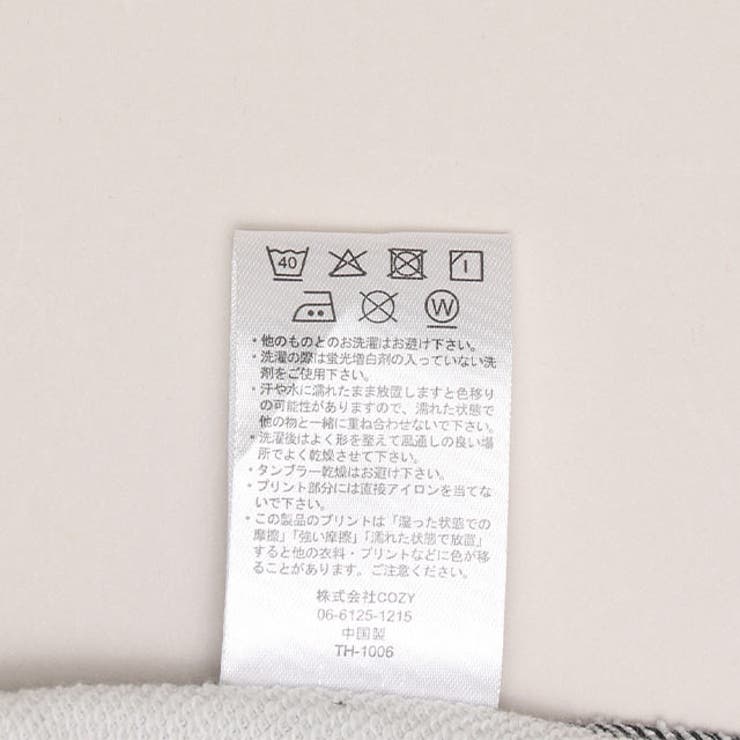 40
W
・他のものとのお洗濯はお避け下さい。
・洗濯の際は蛍光増白剤の入っていない洗
剤をご使用下さい。
・汗や水に濡れたまま放置しますと色移り
の可能性がありますので、濡れた状態で
他の物と一緒に重ね合わせないで下さい。
・洗濯後はよく形を整えて風通しの良い場
所でよく乾燥させて下さい。
・タンブラー乾燥はお避け下さい。
・プリント部分には直接アイロンを当てな
いで下さい。
・この製品のプリントは「湿った状態での
摩擦」「強い摩擦」「濡れた状態で放置」
すると他の衣料・プリントなどに色が移
ることがあります。ご注意ください。
株式会社COZY
06-6125-1215
中国製
TH-1006